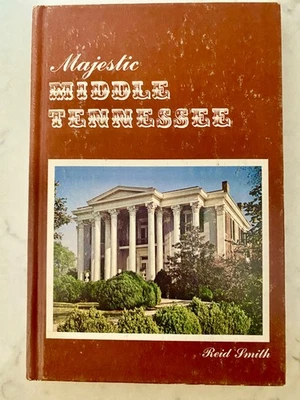 Majestic
MIDDLE
TENNESSEE
Reid Smith